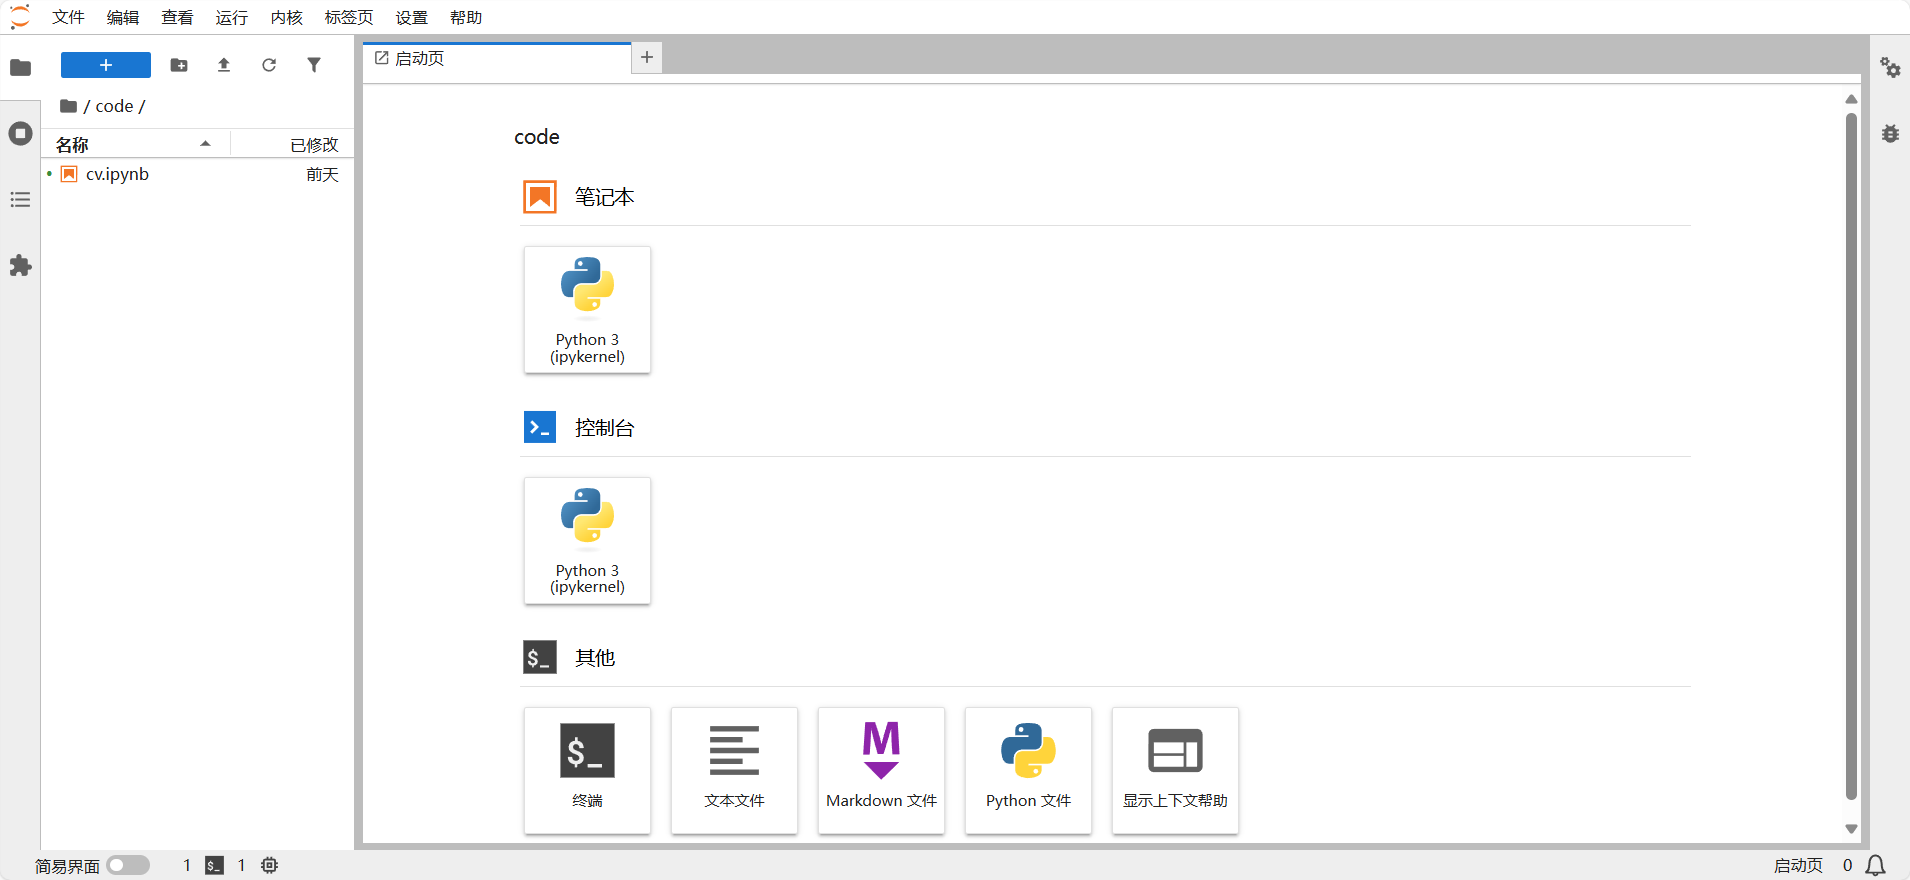 文件 编辑 查看 运行 内核 标签页 设置 帮助
启动页
/ code /
名称 已修改
cv.ipynb 前天
code
笔记本
Python 3
(ipykernel)
控制台
Python 3
(ipykernel)
$_ 其他
$_
终端
文本文件
M
Markdown 文件
Python 文件
显示上下文帮助
简易界面 1 $_ 1
启动页 0